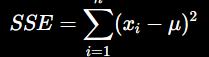 SSE = ∑_{i=1}^{n} (x_i − μ)²